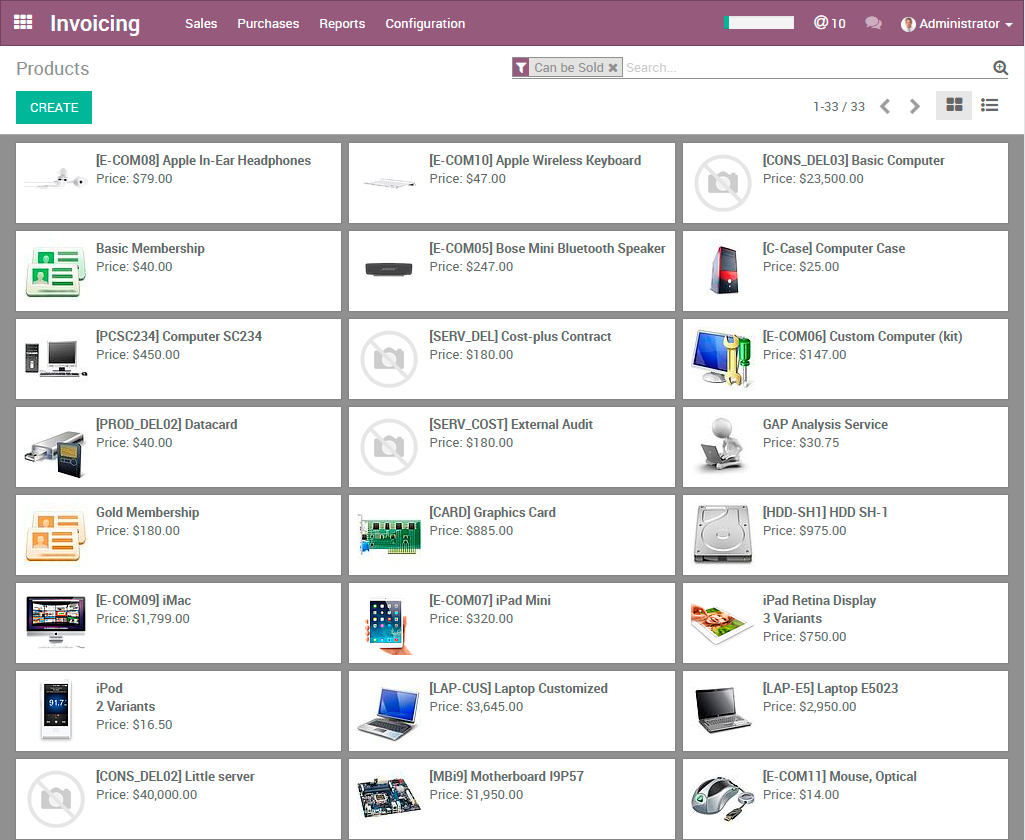 Invoicing Sales Purchases Reports Configuration @ 10 Administrator
Products Can be Sold Search...
CREATE 1-33 / 33
[E-COM08] Apple In-Ear Headphones
Price: $79.00
[E-COM10] Apple Wireless Keyboard
Price: $47.00
[CONS_DEL03] Basic Computer
Price: $23,500.00
Basic Membership
Price: $40.00
[E-COM05] Bose Mini Bluetooth Speaker
Price: $247.00
[C-Case] Computer Case
Price: $25.00
[PCSC234] Computer SC234
Price: $450.00
[SERV_DEL] Cost-plus Contract
Price: $180.00
[E-COM06] Custom Computer (kit)
Price: $147.00
[PROD_DEL02] Datacard
Price: $40.00
[SERV_COST] External Audit
Price: $180.00
GAP Analysis Service
Price: $30.75
Gold Membership
Price: $180.00
[CARD] Graphics Card
Price: $885.00
[HDD-SH1] HDD SH-1
Price: $975.00
[E-COM09] iMac
Price: $1,799.00
[E-COM07] iPad Mini
Price: $320.00
iPad Retina Display
3 Variants
Price: $750.00
91.7
iPod
2 Variants
Price: $16.50
[LAP-CUS] Laptop Customized
Price: $3,645.00
[LAP-E5] Laptop E5023
Price: $2,950.00
[CONS_DEL02] Little server
Price: $40,000.00
[MBi9] Motherboard I9P57
Price: $1,950.00
[E-COM11] Mouse, Optical
Price: $14.00